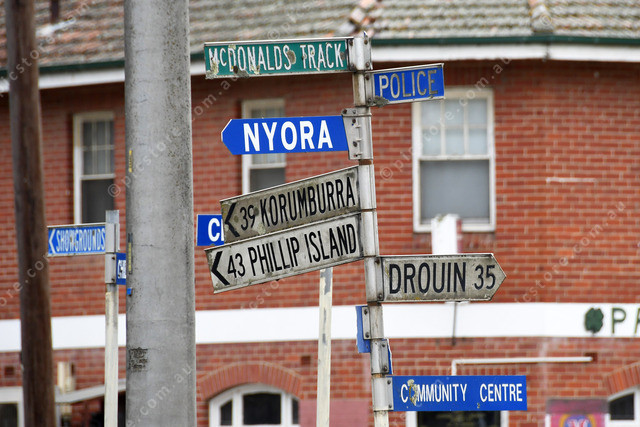 MCDONALDS TRACK
POLICE
NYORA
39 KORUMBURRA
SHOWGROUNDS
43 PHILLIP ISLAND
DROUIN 35
COMMUNITY CENTRE